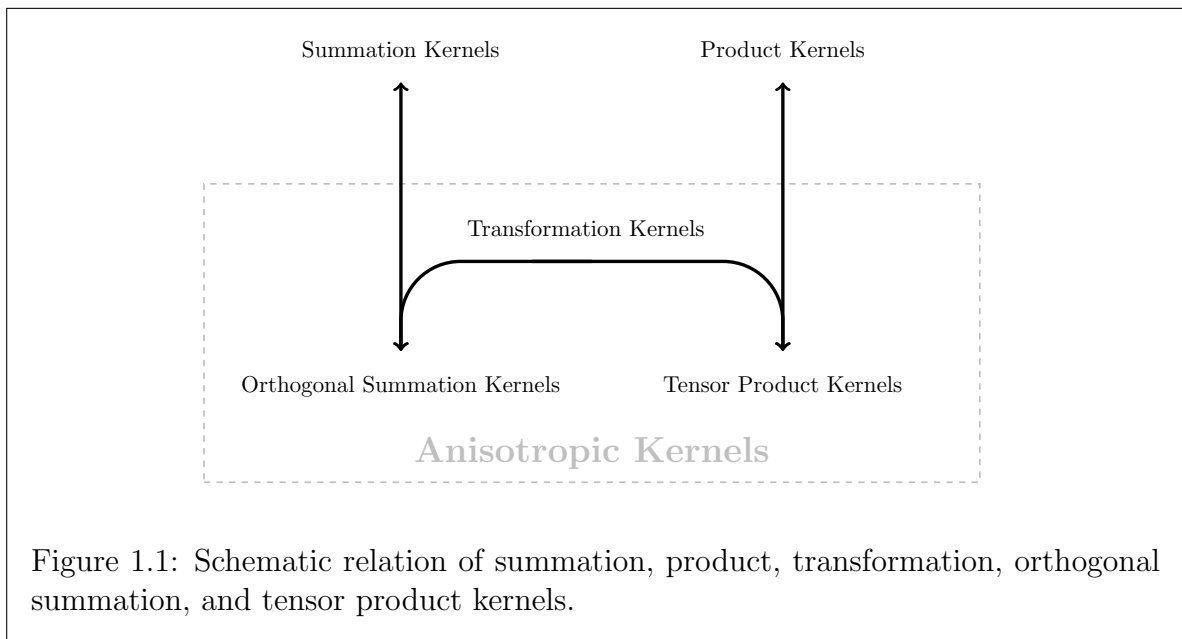 Summation Kernels
Product Kernels
Transformation Kernels
Orthogonal Summation Kernels
Tensor Product Kernels
Anisotropic Kernels
Figure 1.1: Schematic relation of summation, product, transformation, orthogonal
summation, and tensor product kernels.